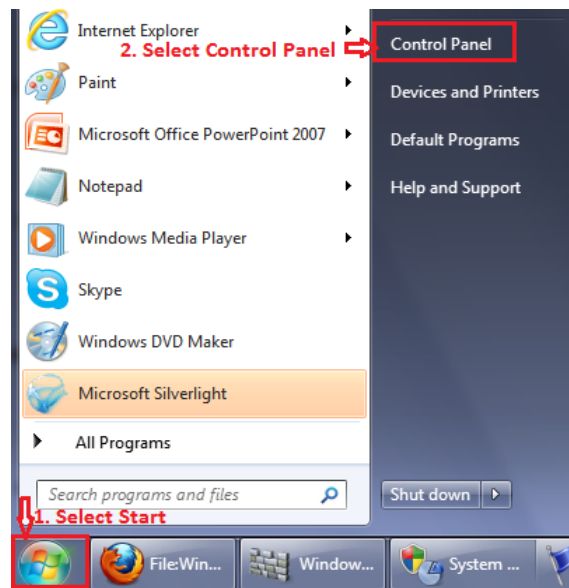 Internet Explorer
2. Select Control Panel
Control Panel
Paint
Devices and Printers
Microsoft Office PowerPoint 2007
Default Programs
Notepad
Help and Support
Windows Media Player
Skype
Windows DVD Maker
Microsoft Silverlight
All Programs
Search programs and files
Shut down
1. Select Start
File:Win...
Window...
System ...